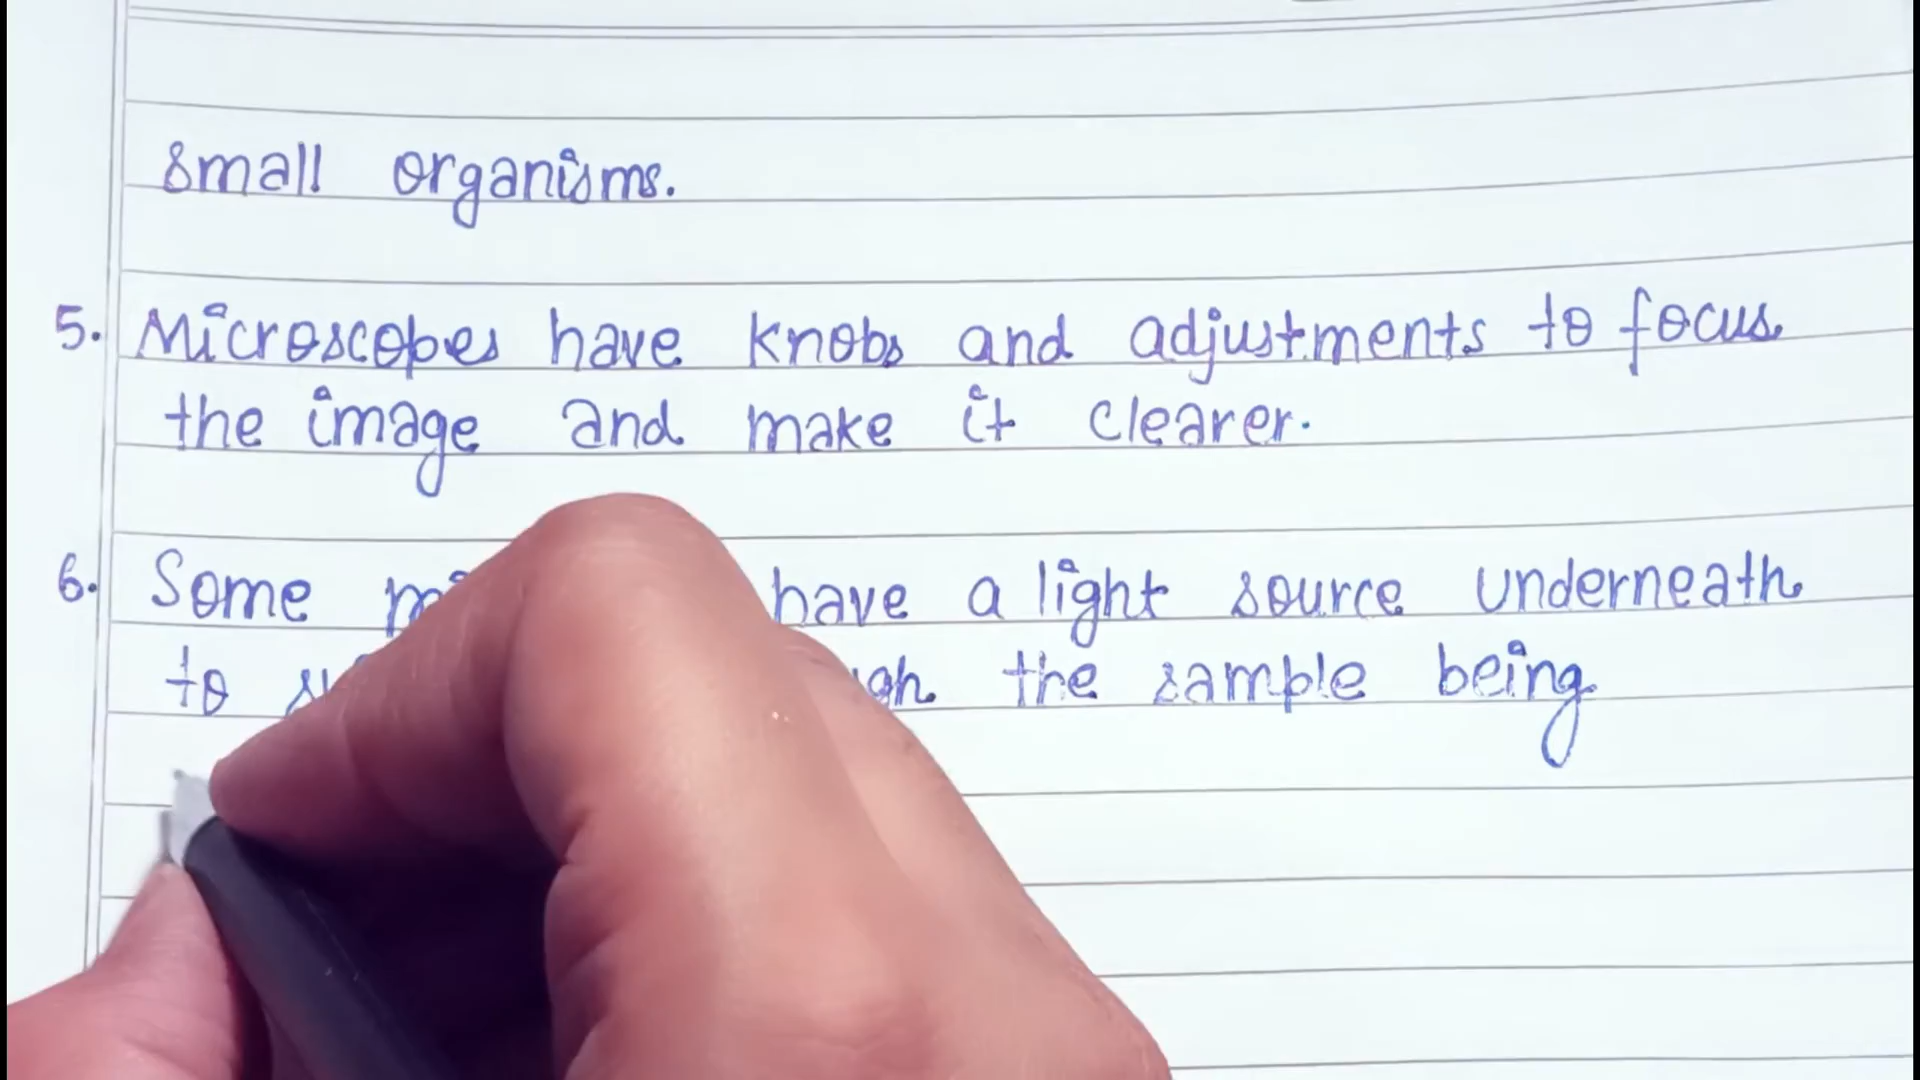 small organisms.
5. Microscopes have knobs and adjustments to focus
the image and make it clearer.
6. Some have a light source underneath
to the sample being